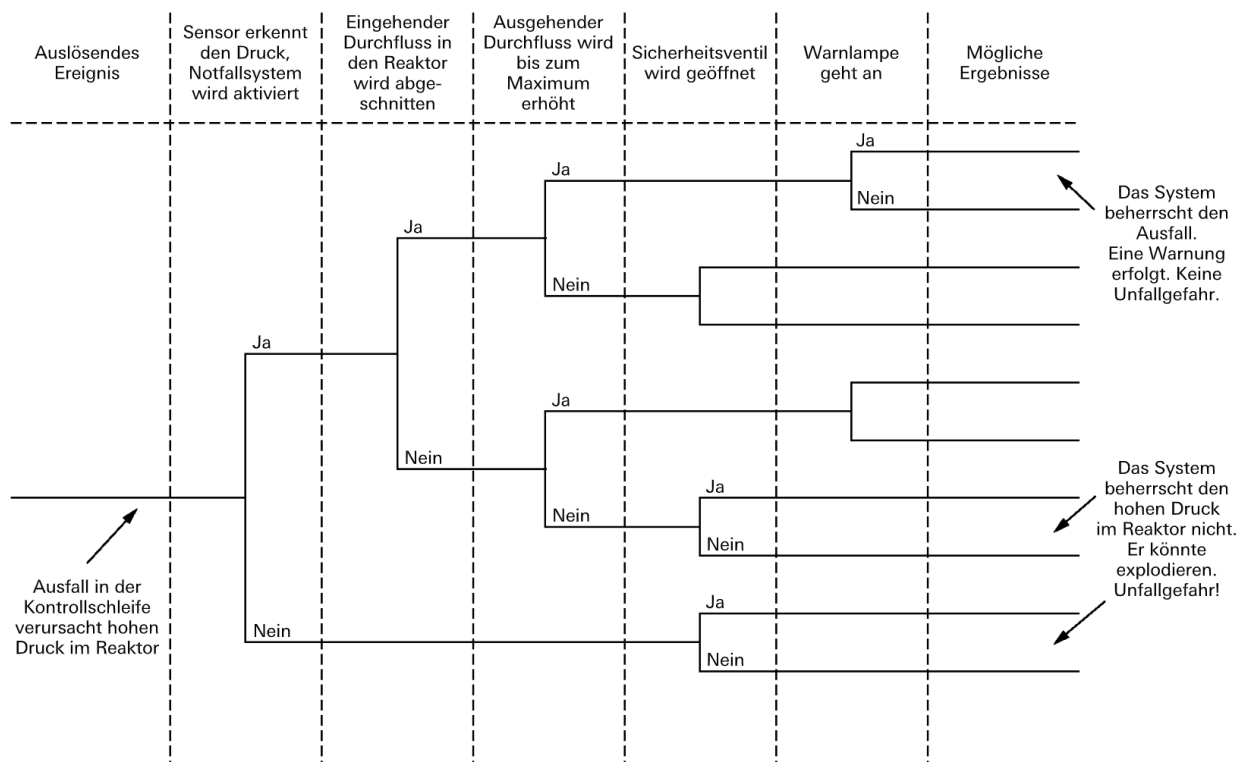 Auslösendes
Ereignis
Sensor erkennt
den Druck,
Notfallsystem
wird aktiviert
Eingehender
Durchfluss in
den Reaktor
wird abge-
schnitten
Ausgehender
Durchfluss wird
bis zum
Maximum
erhöht
Sicherheitsventil
wird geöffnet
Warnlampe
geht an
Mögliche
Ergebnisse
Ja
Ja
Nein
Das System
beherrscht den
Ausfall.
Eine Warnung
erfolgt. Keine
Unfallgefahr.
Ja
Nein
Ja
Ja
Nein
Ja
Nein
Das System
beherrscht den
hohen Druck
im Reaktor nicht.
Er könnte
explodieren.
Unfallgefahr!
Nein
Ausfall in der
Kontrollschleife
verursacht hohen
Druck im Reaktor
Ja
Nein
Nein